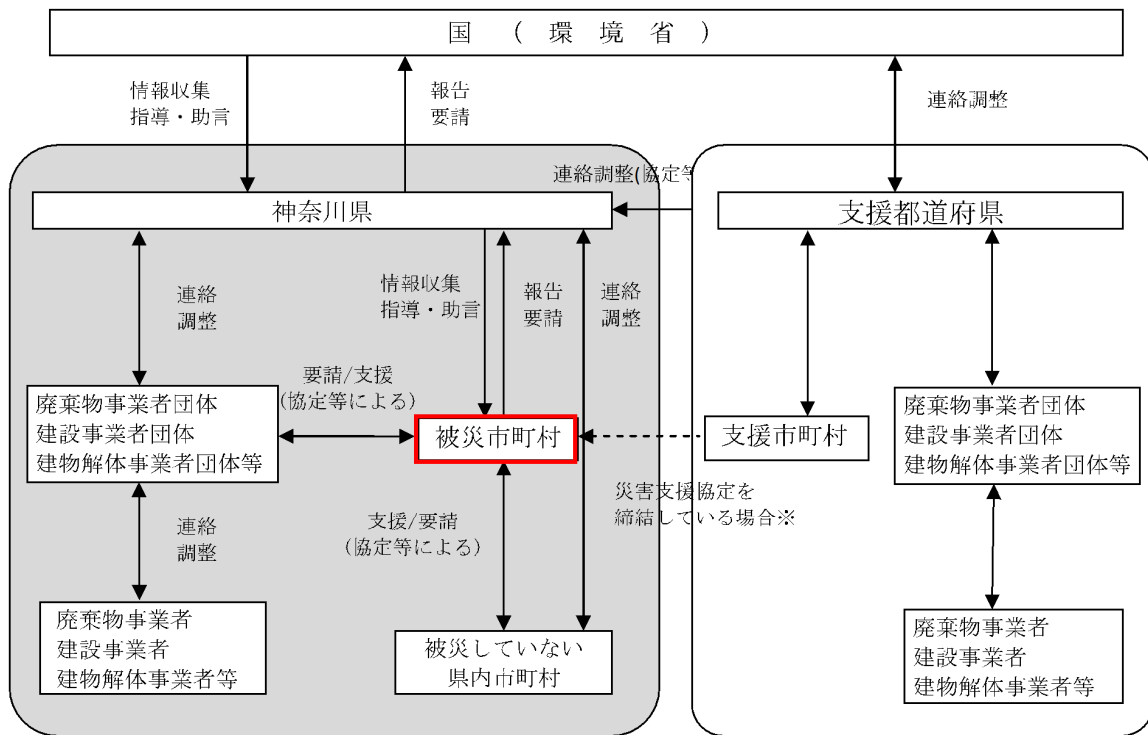 国 （ 環 境 省 ）
情報収集
指導・助言
報告
要請
連絡調整
連絡調整(協定等
神奈川県
支援都道府県
連絡
調整
情報収集
指導・助言
報告
要請
連絡
調整
要請/支援
(協定等による)
廃棄物事業者団体
建設事業者団体
建物解体事業者団体等
被災市町村
支援市町村
廃棄物事業者団体
建設事業者団体
建物解体事業者団体等
災害支援協定を
締結している場合※
連絡
調整
支援/要請
(協定等による)
廃棄物事業者
建設事業者
建物解体事業者等
被災していない
県内市町村
廃棄物事業者
建設事業者
建物解体事業者等